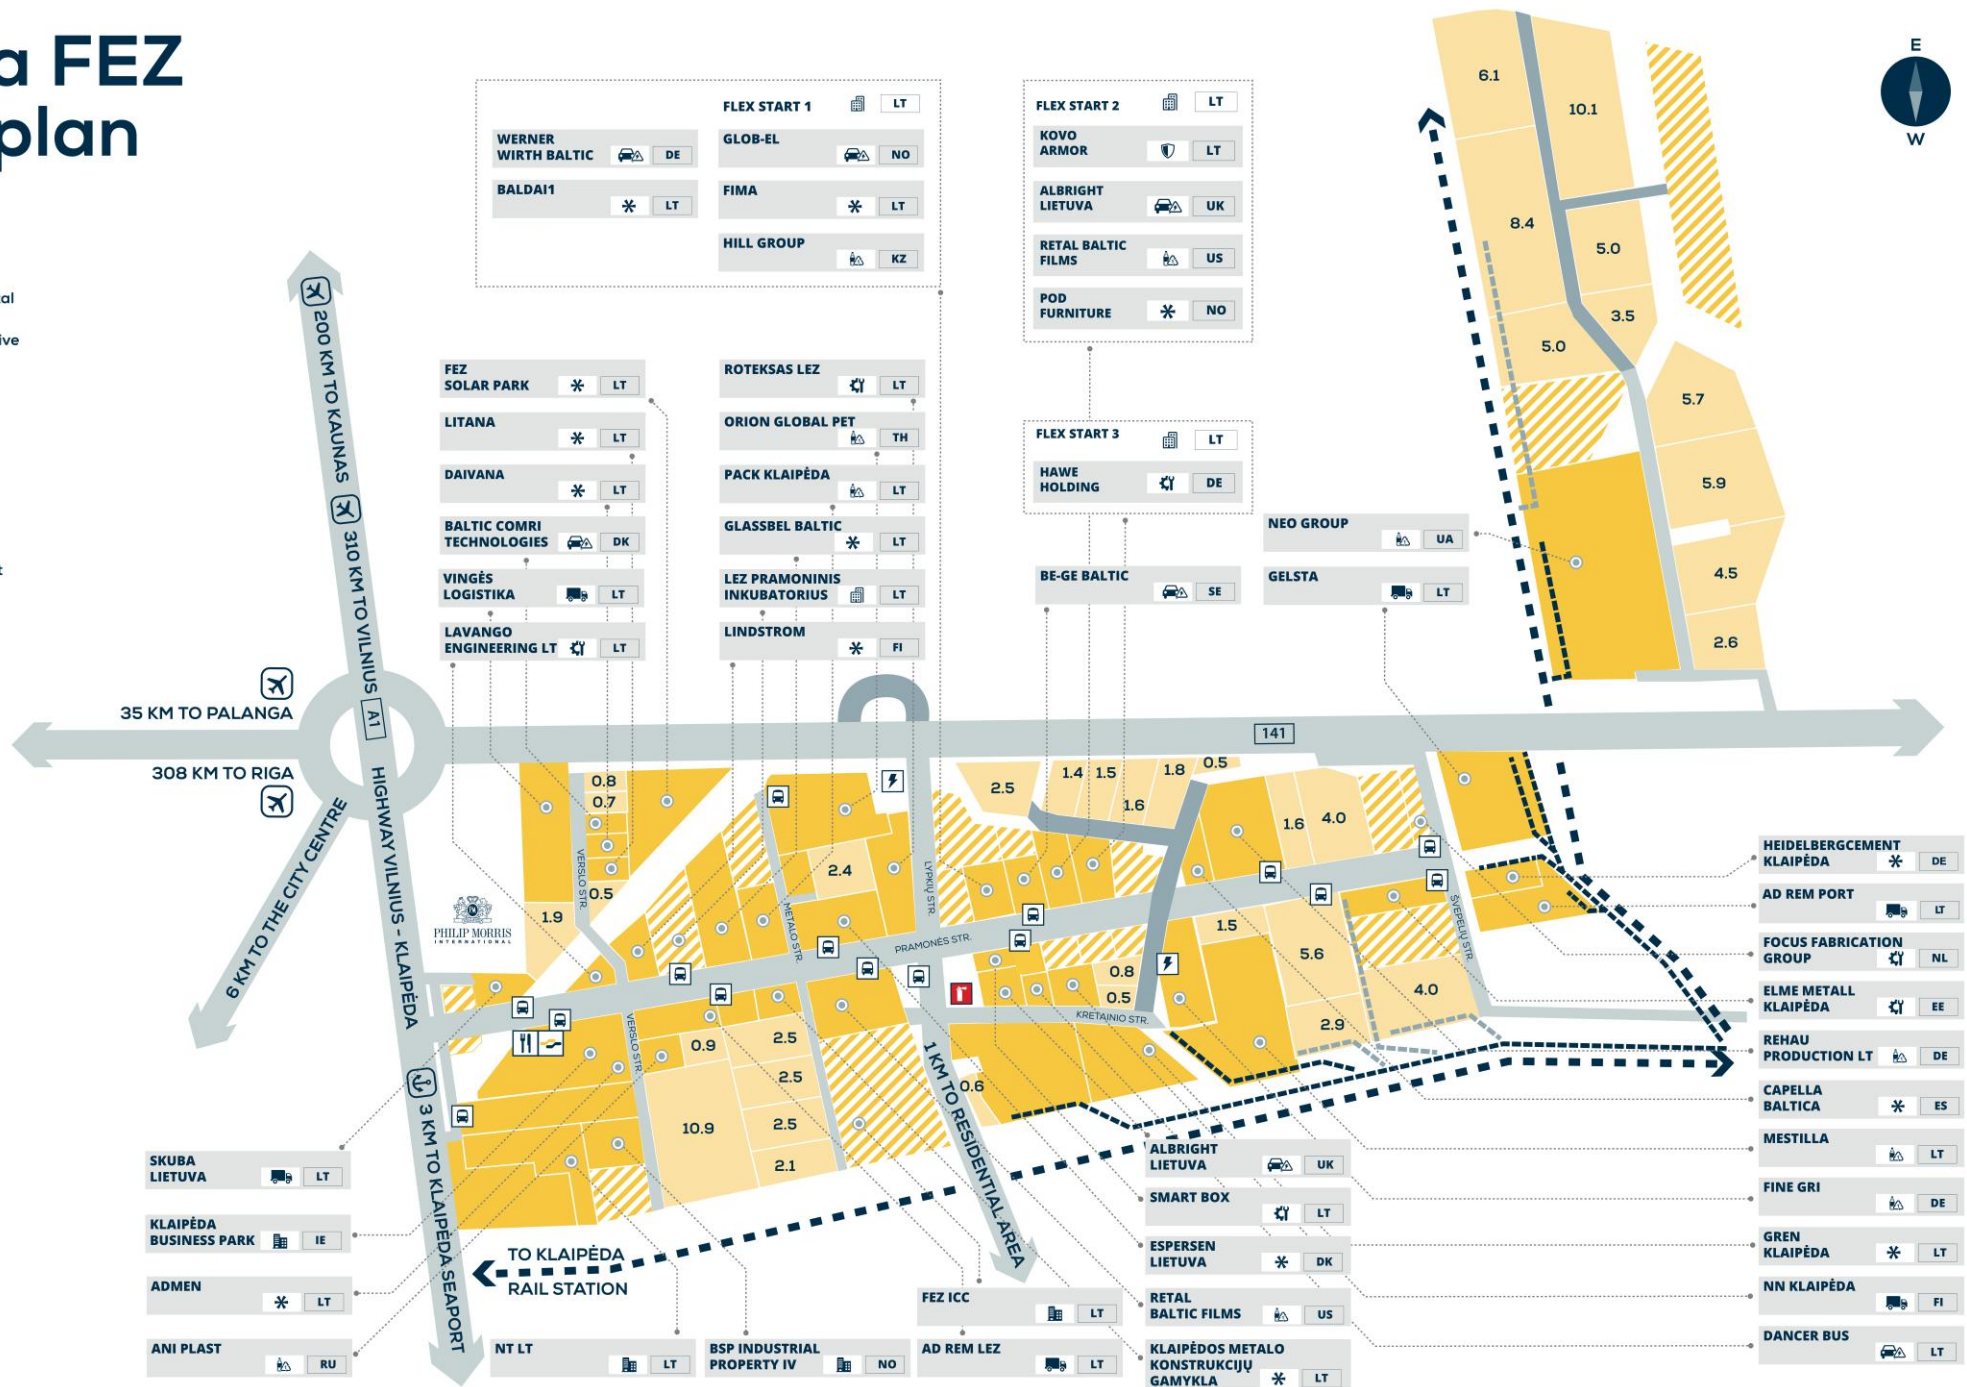 a FEZ
plan
al
ive
t
E
W
FLEX START 1 LT
WERNER
WIRTH BALTIC DE
GLOB-EL
NO
BALDAI1
LT
FIMA
LT
HILL GROUP
KZ
FLEX START 2 LT
KOVO
ARMOR LT
ALBRIGHT
LIETUVA UK
RETAL BALTIC
FILMS US
POD
FURNITURE NO
FLEX START 3 LT
HAWE
HOLDING DE
FEZ
SOLAR PARK LT
LITANA
LT
DAIVANA
LT
BALTIC COMRI
TECHNOLOGIES DK
VINGĖS
LOGISTIKA LT
LAVANGO
ENGINEERING LT LT
ROTEKSAS LEZ
LT
ORION GLOBAL PET
TH
PACK KLAIPĖDA
LT
GLASSBEL BALTIC
LT
LEZ PRAMONINIS
INKUBATORIUS LT
LINDSTROM
FI
BE-GE BALTIC
SE
NEO GROUP
UA
GELSTA
LT
6.1
10.1
8.4
5.0
3.5
5.0
5.7
5.9
4.5
2.6
200 KM TO KAUNAS
310 KM TO VILNIUS
A1
35 KM TO PALANGA
308 KM TO RIGA
6 KM TO THE CITY CENTRE
HIGHWAY VILNIUS - KLAIPĖDA
3 KM TO KLAIPĖDA SEAPORT
141
0.8
0.7
0.5
1.9
VERSLO STR.
PHILIP MORRIS
INTERNATIONAL
METALO STR.
2.4
LYPKIŲ STR.
PRAMONĖS STR.
2.5
1.4
1.5
1.6
1.8
0.5
1.6
4.0
1.5
5.6
2.9
4.0
ŠVEPELIŲ STR.
0.8
0.5
KRETAINIO STR.
VERSLO STR.
0.9
2.5
2.5
2.5
2.1
10.9
0.6
1 KM TO RESIDENTIAL AREA
TO KLAIPĖDA
RAIL STATION
HEIDELBERGCEMENT
KLAIPĖDA DE
AD REM PORT
LT
FOCUS FABRICATION
GROUP NL
ELME METALL
KLAIPĖDA EE
REHAU
PRODUCTION LT DE
CAPELLA
BALTICA ES
MESTILLA
LT
FINE GRI
DE
GREN
KLAIPĖDA LT
NN KLAIPĖDA
FI
DANCER BUS
LT
SKUBA
LIETUVA LT
KLAIPĖDA
BUSINESS PARK IE
ADMEN
LT
ANI PLAST
RU
NT LT
LT
BSP INDUSTRIAL
PROPERTY IV NO
FEZ ICC
LT
AD REM LEZ
LT
ALBRIGHT
LIETUVA UK
SMART BOX
LT
ESPERSEN
LIETUVA DK
RETAL
BALTIC FILMS US
KLAIPĖDOS METALO
KONSTRUKCIJŲ
GAMYKLA LT